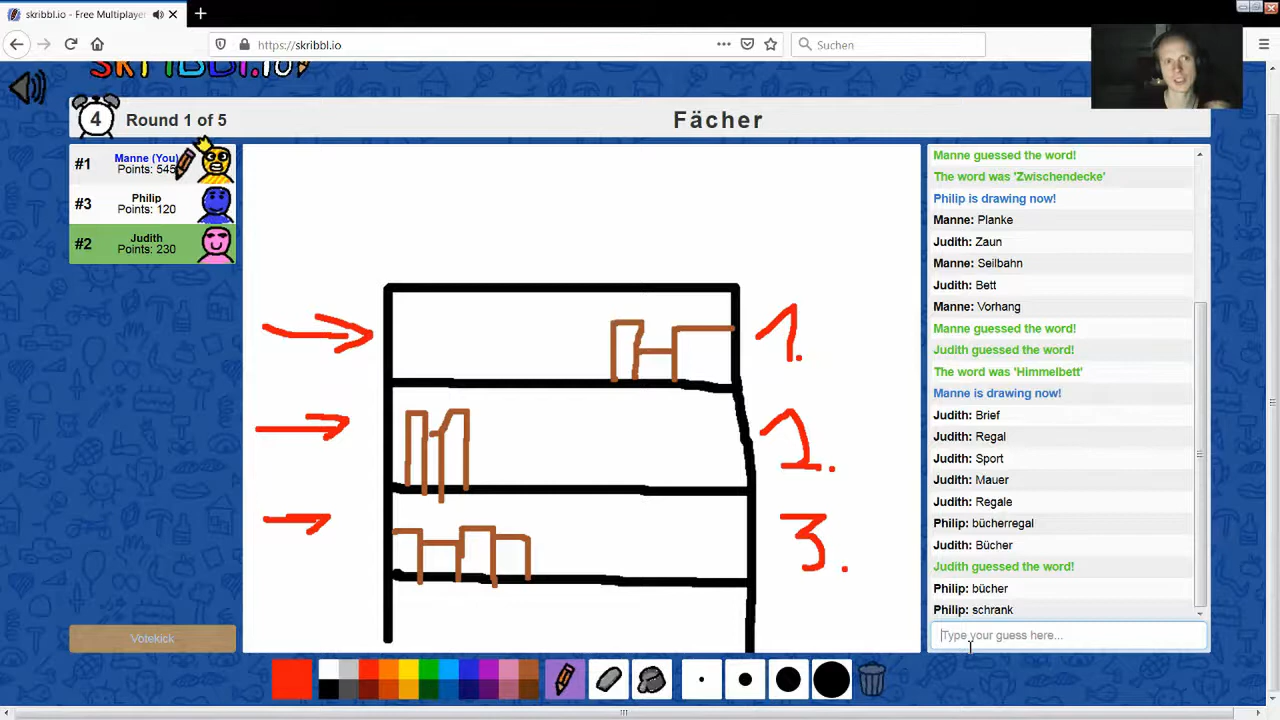 skribbl.io - Free Multiplayer
https://skribbl.io
Suchen
SKRIBBL.IO
4
Round 1 of 5
Fächer
#1
Manne (You)
Points: 545
#3
Philip
Points: 120
#2
Judith
Points: 230
Votekick
1.
2.
3.
Manne guessed the word!
The word was 'Zwischendecke'
Philip is drawing now!
Manne: Planke
Judith: Zaun
Manne: Seilbahn
Judith: Bett
Manne: Vorhang
Manne guessed the word!
Judith guessed the word!
The word was 'Himmelbett'
Manne is drawing now!
Judith: Brief
Judith: Regal
Judith: Sport
Judith: Mauer
Judith: Regale
Philip: bücherregal
Judith: Bücher
Judith guessed the word!
Philip: bücher
Philip: schrank
Type your guess here...